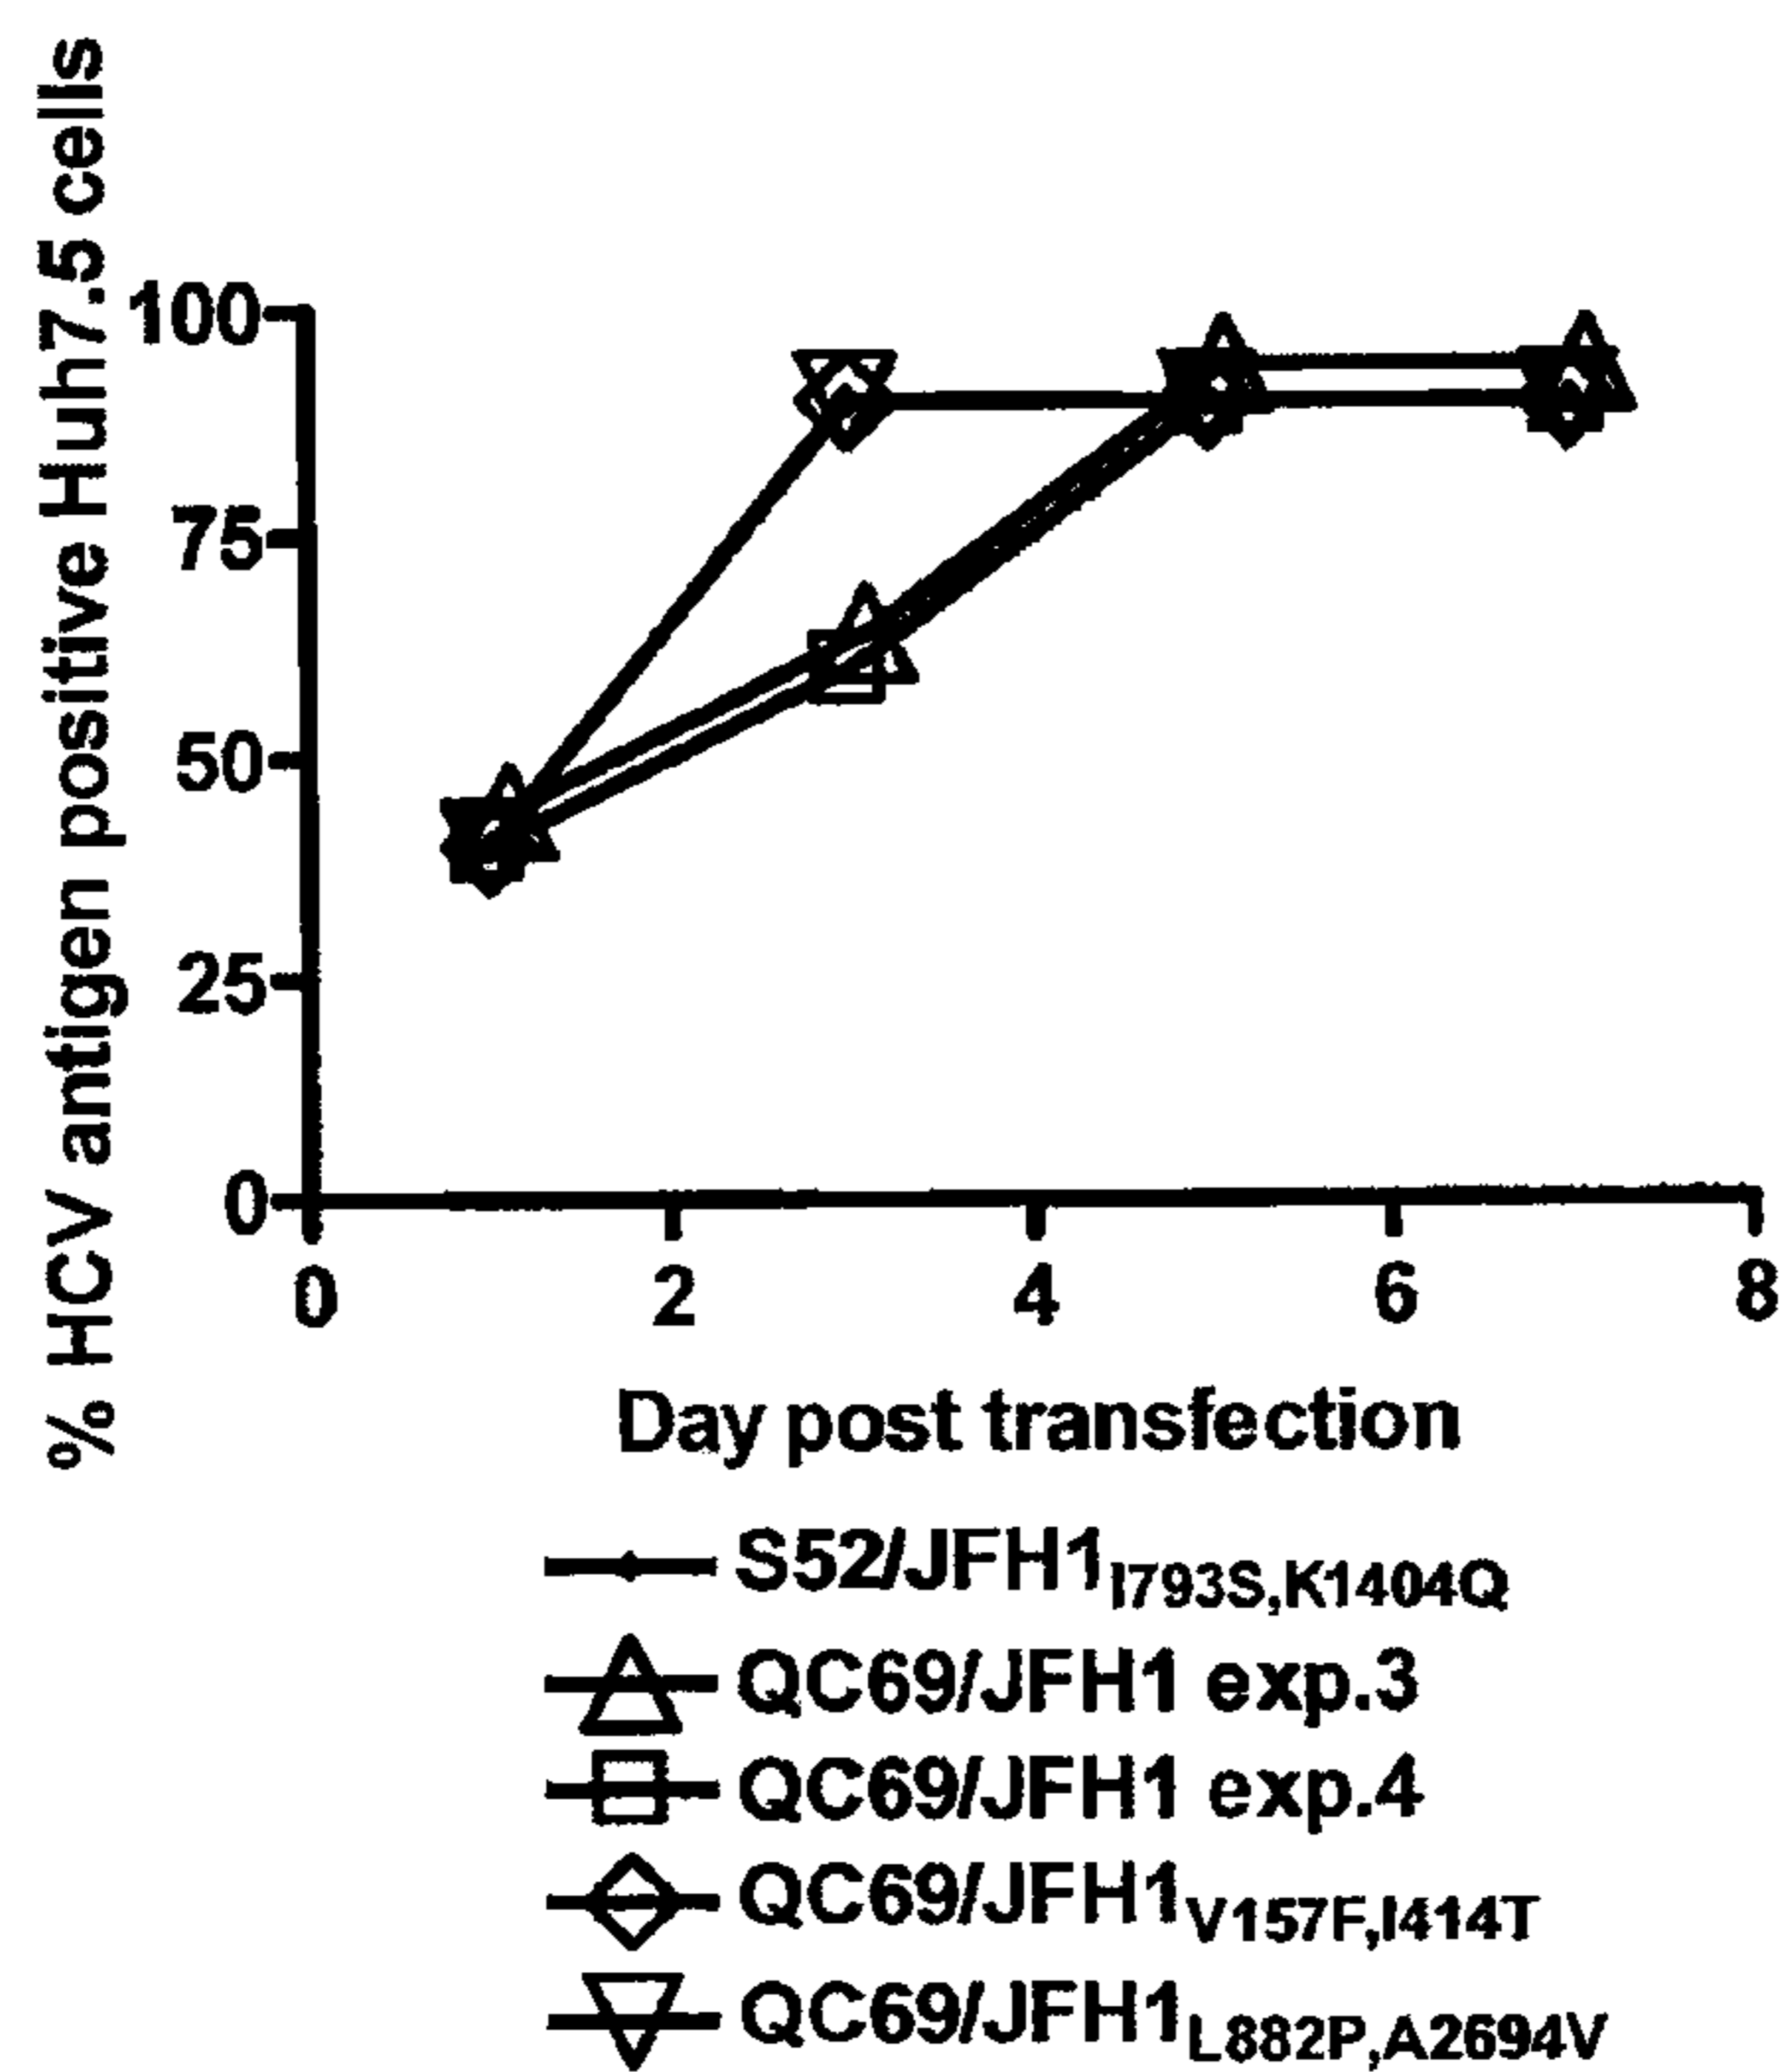 % HCV antigen positive Huh7.5 cells
100
75
50
25
0
0 2 4 6 8
Day post transfection
S52/JFH1I793S,K1404Q
QC69/JFH1 exp.3
QC69/JFH1 exp.4
QC69/JFH1V157F,I414T
QC69/JFH1L882P,A2694V